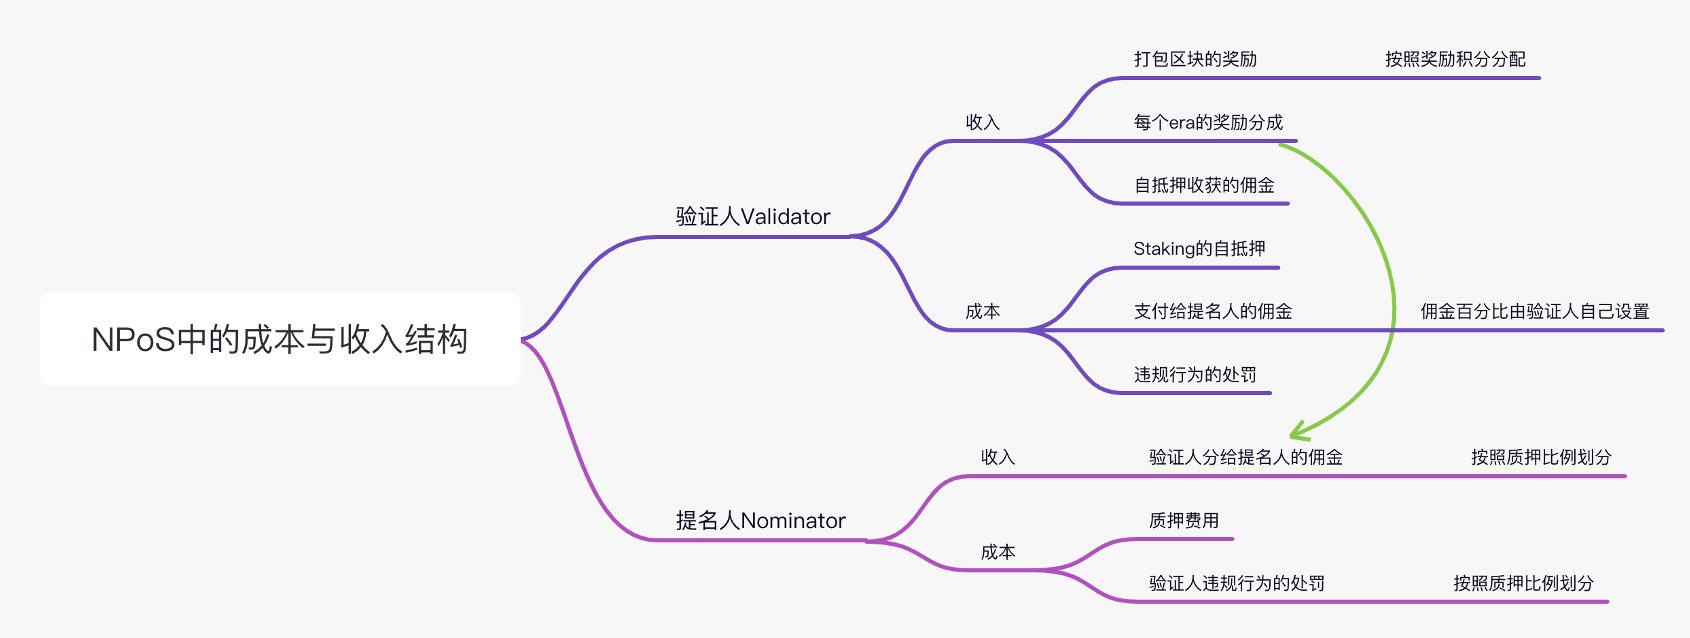 NPoS中的成本与收入结构
验证人Validator
收入
打包区块的奖励
按照奖励积分分配
每个era的奖励分成
自抵押收获的佣金
成本
Staking的自抵押
支付给提名人的佣金
佣金百分比由验证人自己设置
违规行为的处罚
提名人Nominator
收入
验证人分给提名人的佣金
按照质押比例划分
成本
质押费用
验证人违规行为的处罚
按照质押比例划分